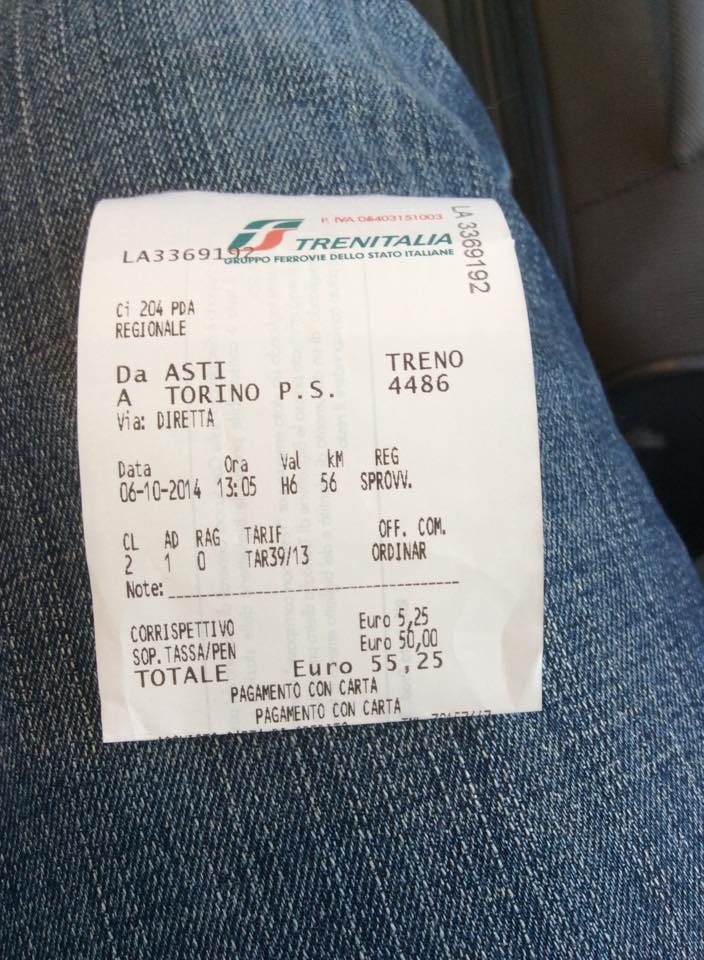 P. IVA 06403151003
LA3369192
TRENITALIA
GRUPPO FERROVIE DELLO STATO ITALIANE
LA 3369192
Ci 204 PDA
REGIONALE
Da ASTI TRENO
A TORINO P.S. 4486
Via: DIRETTA
Data Ora Val kM REG
06-10-2014 13:05 H6 56 SPROVV.
CL AD RAG TARIF OFF. COM.
2 1 0 TAR39/13 ORDINAR
Note:
CORRISPETTIVO Euro 5,25
SOP.TASSA/PEN Euro 50,00
TOTALE Euro 55,25
PAGAMENTO CON CARTA
PAGAMENTO CON CARTA